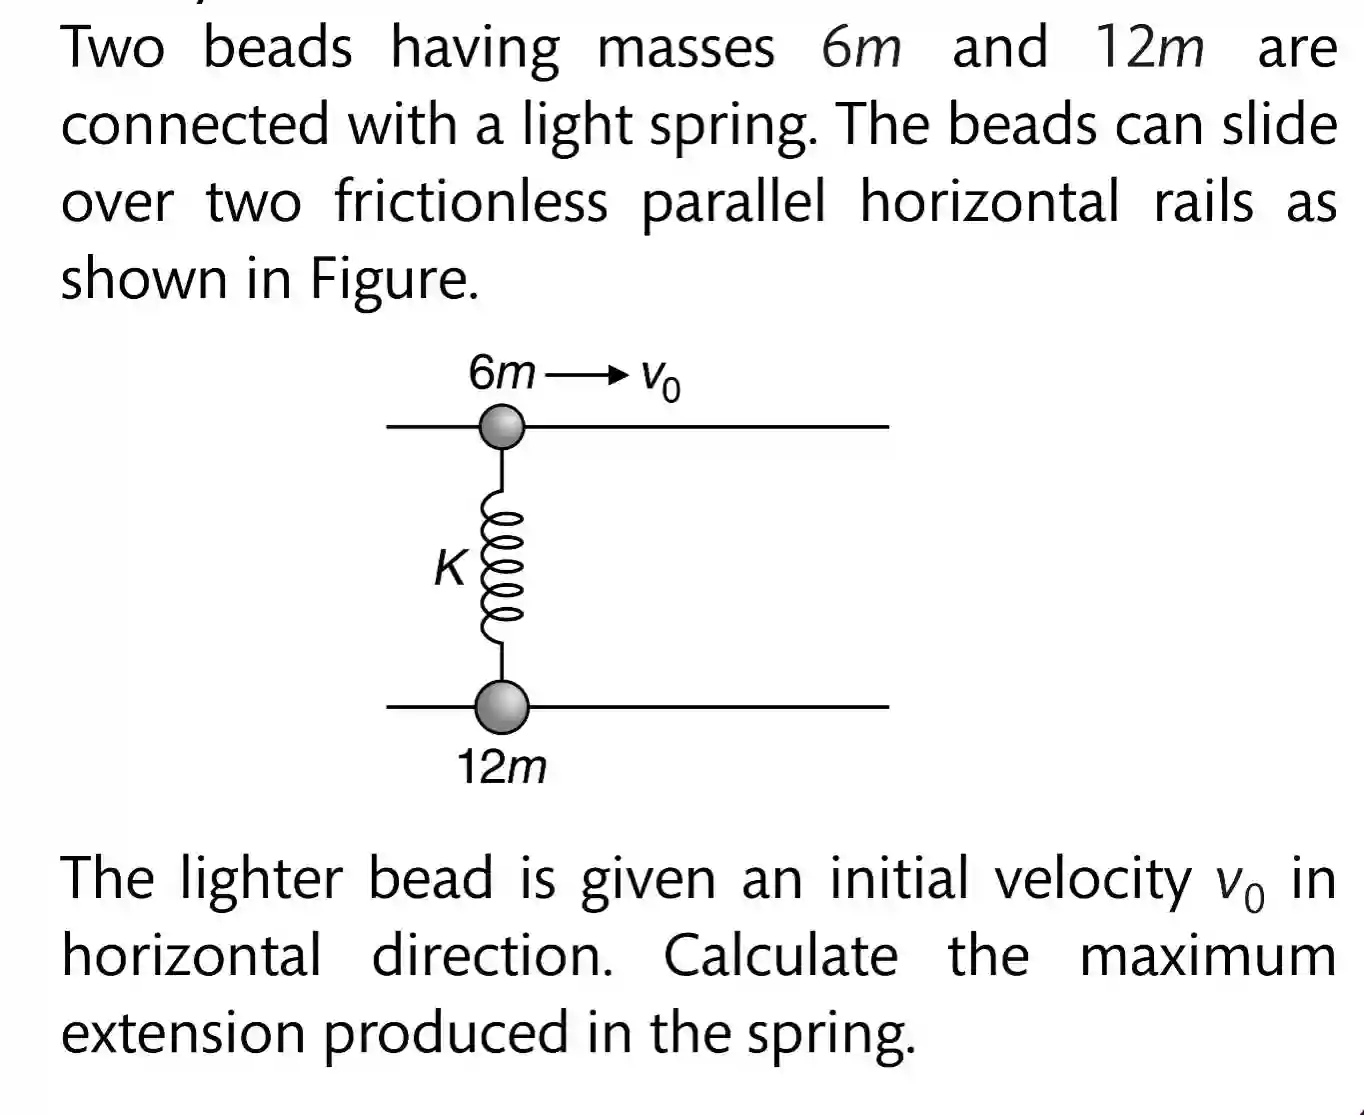 Two beads having masses 6m and 12m are
connected with a light spring. The beads can slide
over two frictionless parallel horizontal rails as
shown in Figure.
6m v₀
K
12m
The lighter bead is given an initial velocity v₀ in
horizontal direction. Calculate the maximum
extension produced in the spring.